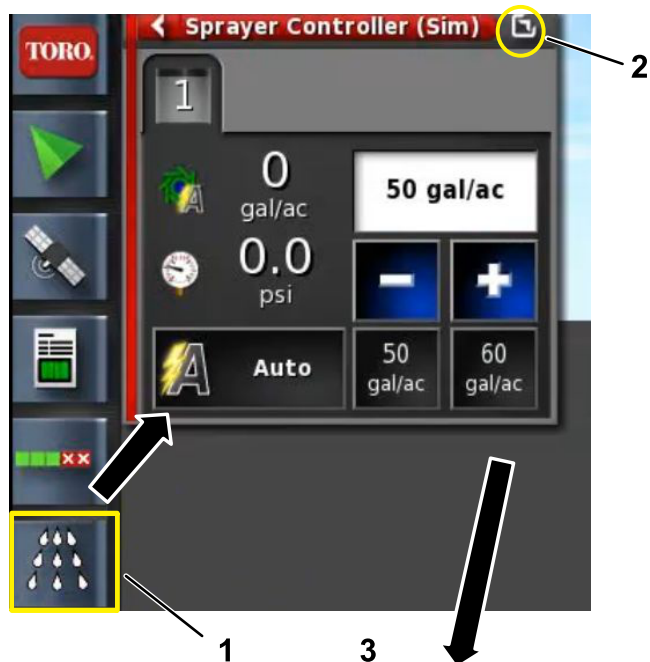 Sprayer Controller (Sim)
TORO.
2
1
0
gal/ac
50 gal/ac
0.0
psi
- +
A Auto
50
gal/ac
60
gal/ac
xx
1
3